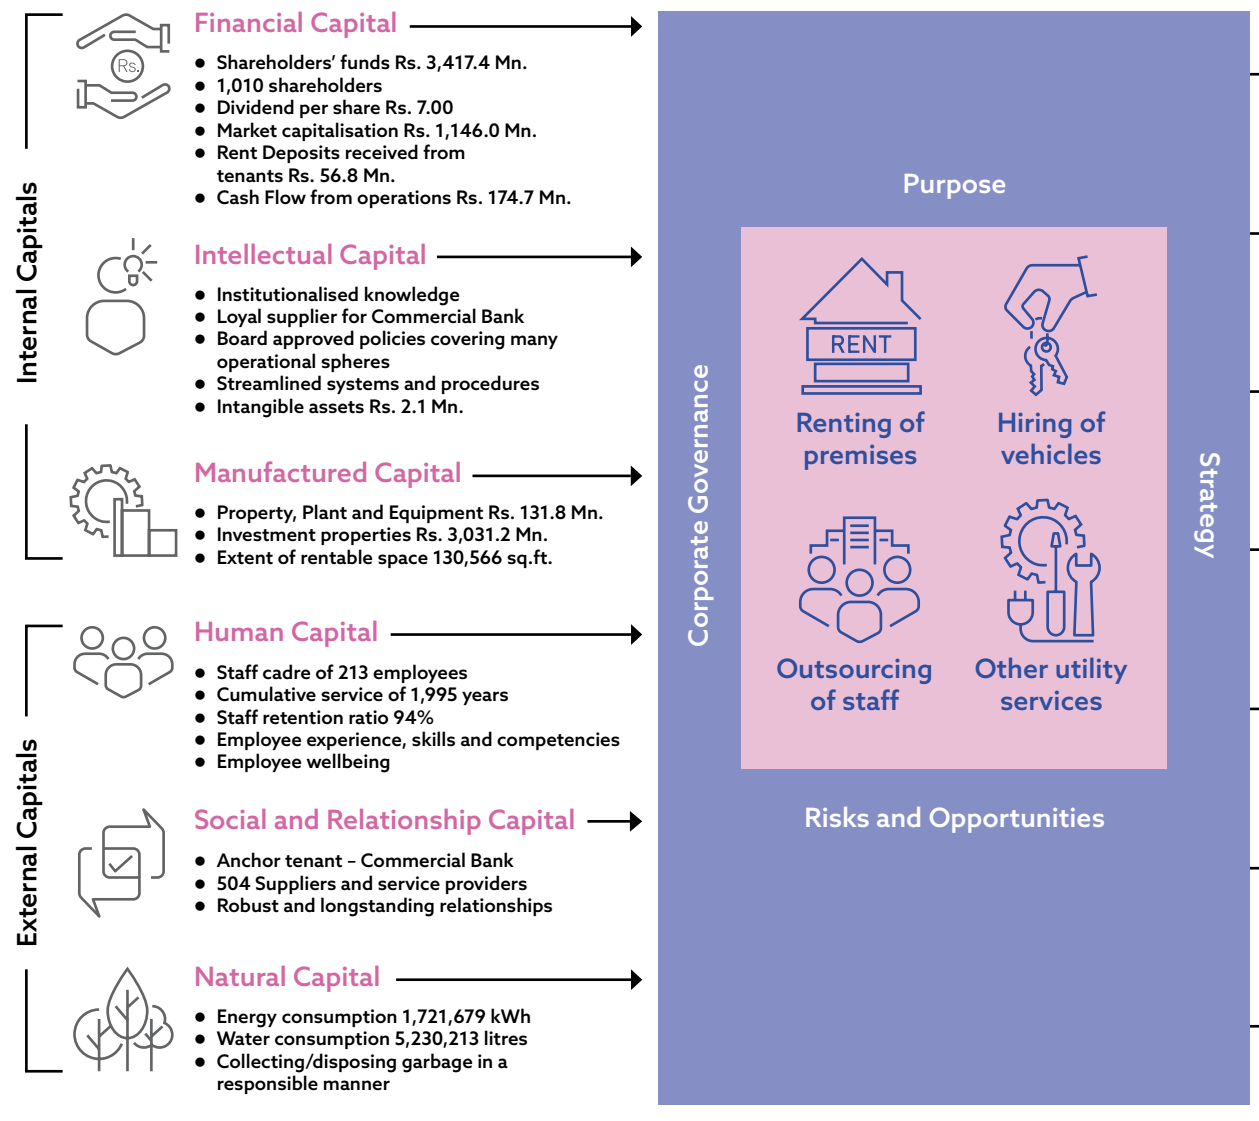 Internal Capitals
Financial Capital
Rs.
● Shareholders' funds Rs. 3,417.4 Mn.
● 1,010 shareholders
● Dividend per share Rs. 7.00
● Market capitalisation Rs. 1,146.0 Mn.
● Rent Deposits received from
tenants Rs. 56.8 Mn.
● Cash Flow from operations Rs. 174.7 Mn.
Intellectual Capital
● Institutionalised knowledge
● Loyal supplier for Commercial Bank
● Board approved policies covering many
operational spheres
● Streamlined systems and procedures
● Intangible assets Rs. 2.1 Mn.
Manufactured Capital
● Property, Plant and Equipment Rs. 131.8 Mn.
● Investment properties Rs. 3,031.2 Mn.
● Extent of rentable space 130,566 sq.ft.
External Capitals
Human Capital
● Staff cadre of 213 employees
● Cumulative service of 1,995 years
● Staff retention ratio 94%
● Employee experience, skills and competencies
● Employee wellbeing
Social and Relationship Capital
● Anchor tenant – Commercial Bank
● 504 Suppliers and service providers
● Robust and longstanding relationships
Natural Capital
● Energy consumption 1,721,679 kWh
● Water consumption 5,230,213 litres
● Collecting/disposing garbage in a
responsible manner
Purpose
Corporate Governance
RENT
Renting of
premises
Hiring of
vehicles
Outsourcing
of staff
Other utility
services
Strategy
Risks and Opportunities